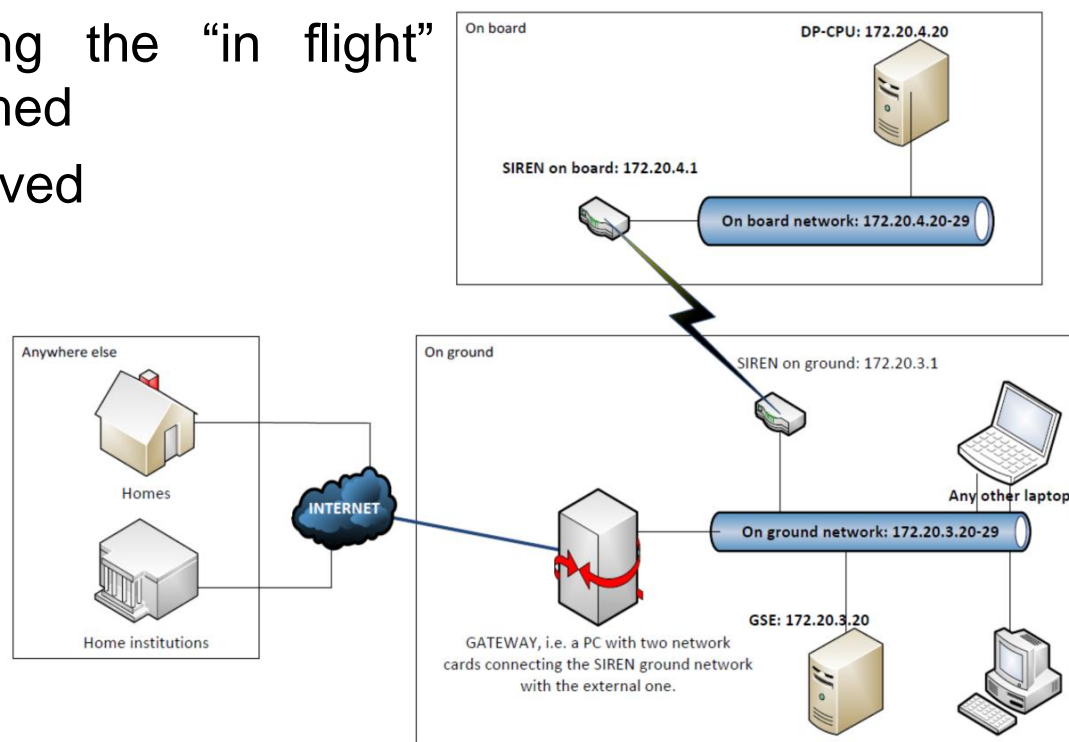 the “in flight”
On board
DP-CPU: 172.20.4.20
SIREN on board: 172.20.4.1
On board network: 172.20.4.20-29
Anywhere else
Homes
Home institutions
INTERNET
On ground
SIREN on ground: 172.20.3.1
Any other laptop
On ground network: 172.20.3.20-29
GSE: 172.20.3.20
GATEWAY, i.e. a PC with two network
cards connecting the SIREN ground network
with the external one.